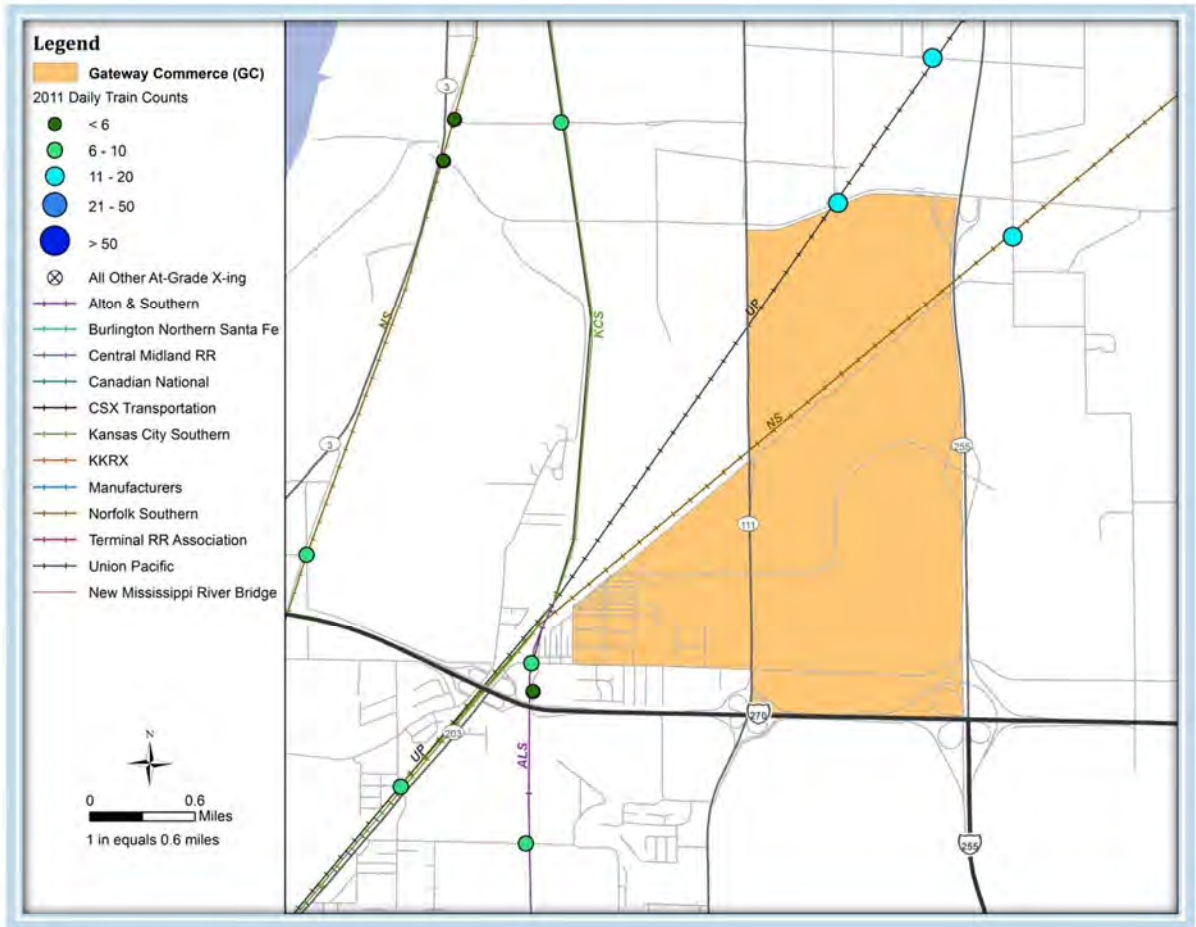 Legend
Gateway Commerce (GC)
2011 Daily Train Counts
< 6
6 - 10
11 - 20
21 - 50
> 50
All Other At-Grade X-ing
Alton & Southern
Burlington Northern Santa Fe
Central Midland RR
Canadian National
CSX Transportation
Kansas City Southern
KKRX
Manufacturers
Norfolk Southern
Terminal RR Association
Union Pacific
New Mississippi River Bridge
N
0 0.6
Miles
1 in equals 0.6 miles
3
NS
KCS
UP
NS
3
255
111
270
203
UP
ALS
255